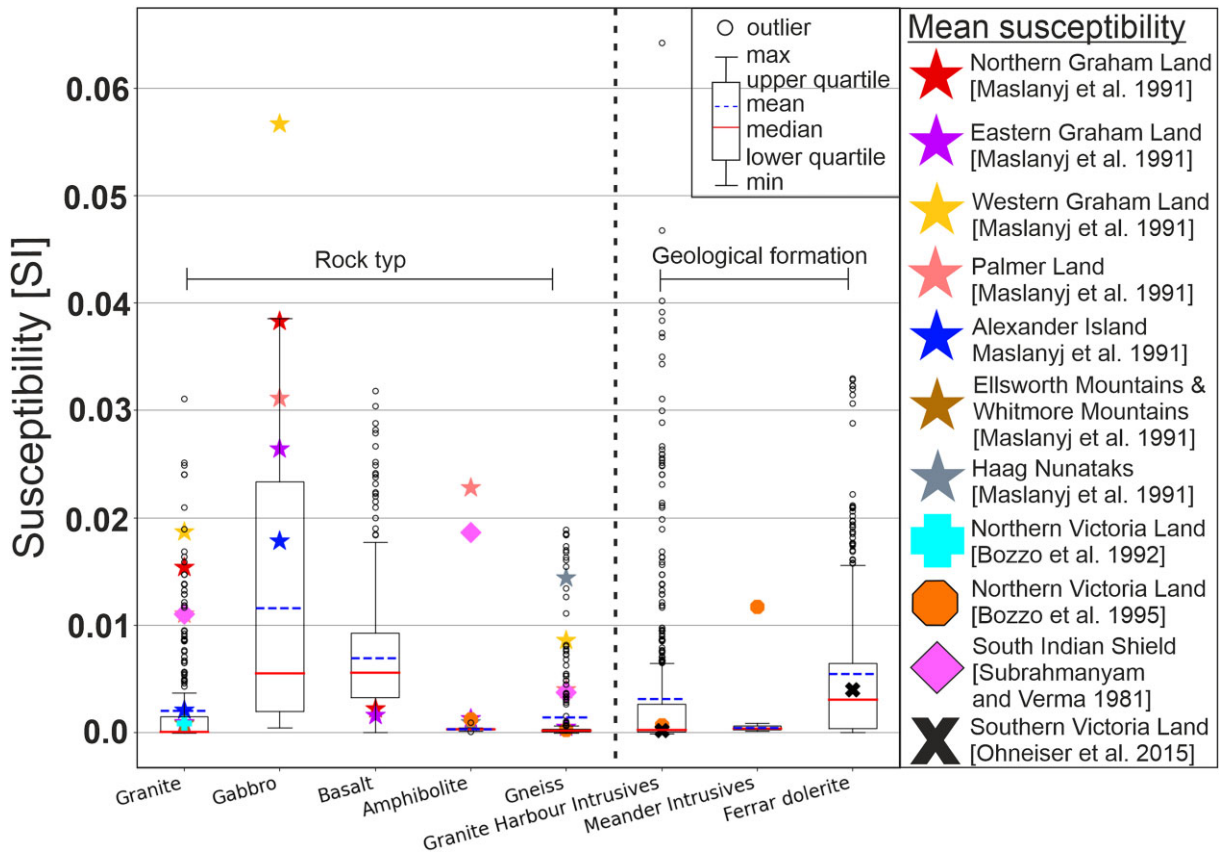 Susceptibility [SI]
0.06
0.05
0.04
0.03
0.02
0.01
0.0
Rock typ
Geological formation
outlier
max
upper quartile
mean
median
lower quartile
min
Granite
Gabbro
Basalt
Amphibolite
Gneiss
Granite Harbour Intrusives
Meander Intrusives
Ferrar dolerite
Mean susceptibility
Northern Graham Land
[Maslanyj et al. 1991]
Eastern Graham Land
[Maslanyj et al. 1991]
Western Graham Land
[Maslanyj et al. 1991]
Palmer Land
[Maslanyj et al. 1991]
Alexander Island
Maslanyj et al. 1991]
Ellsworth Mountains &
Whitmore Mountains
[Maslanyj et al. 1991]
Haag Nunataks
[Maslanyj et al. 1991]
Northern Victoria Land
[Bozzo et al. 1992]
Northern Victoria Land
[Bozzo et al. 1995]
South Indian Shield
[Subrahmanyam
and Verma 1981]
Southern Victoria Land
[Ohneiser et al. 2015]